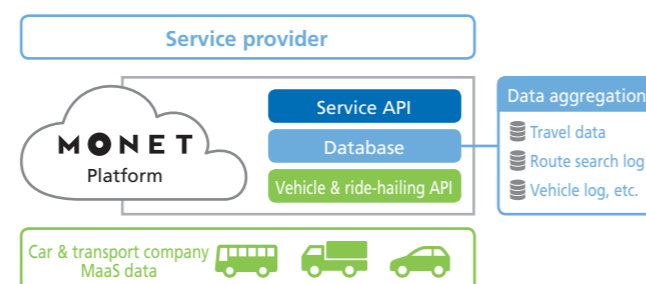 Service provider
MONET
Platform
Service API
Database
Vehicle & ride-hailing API
Data aggregation
Travel data
Route search log
Vehicle log, etc.
Car & transport company
MaaS data